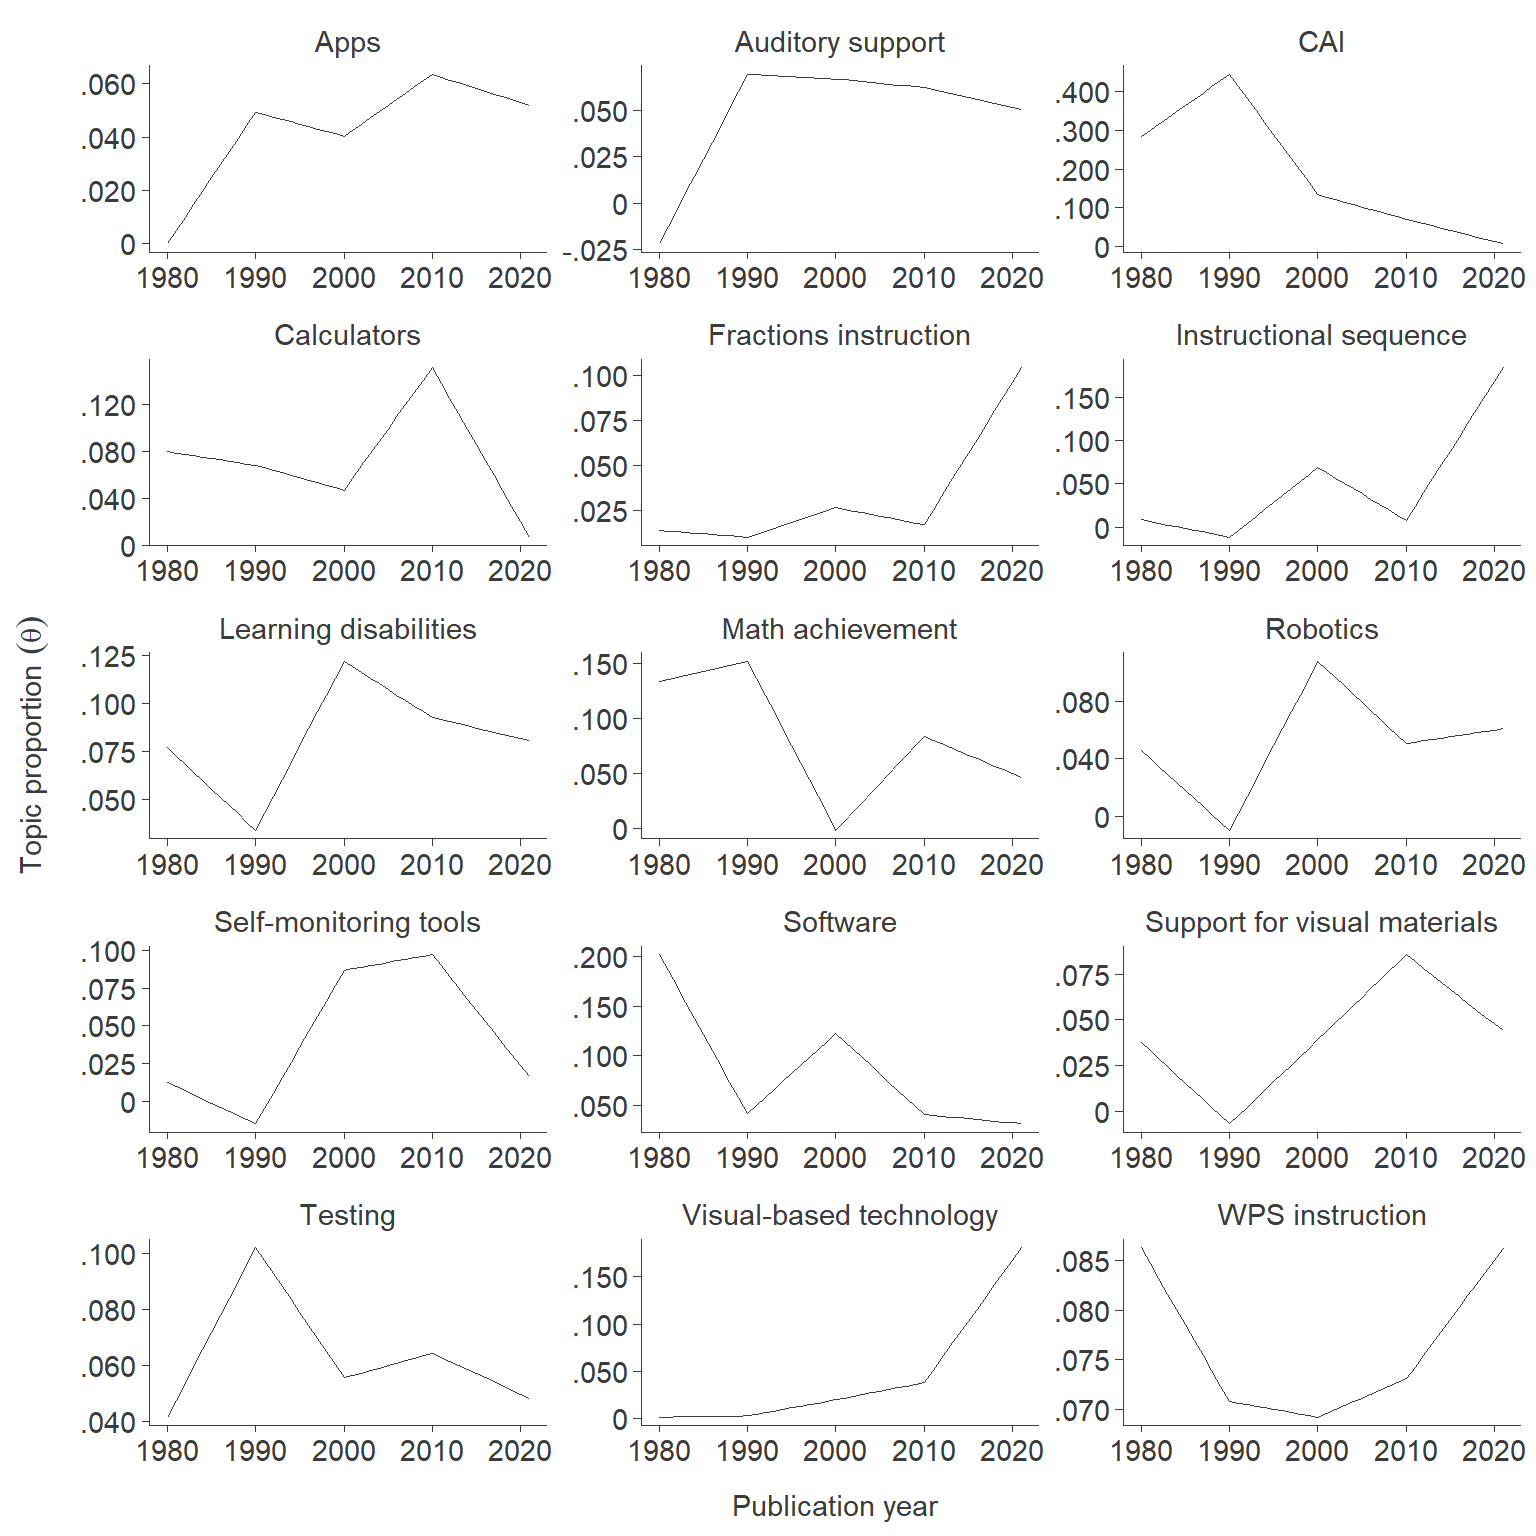 Apps
Auditory support
CAI
.060
.040
.020
0
.050
.025
0
-.025
.400
.300
.200
.100
0
1980 1990 2000 2010 2020
1980 1990 2000 2010 2020
1980 1990 2000 2010 2020
Calculators
Fractions instruction
Instructional sequence
.120
.080
.040
0
.100
.075
.050
.025
.150
.100
.050
0
1980 1990 2000 2010 2020
1980 1990 2000 2010 2020
1980 1990 2000 2010 2020
Topic proportion (θ)
Learning disabilities
Math achievement
Robotics
.125
.100
.075
.050
.150
.100
.050
0
.080
.040
0
1980 1990 2000 2010 2020
1980 1990 2000 2010 2020
1980 1990 2000 2010 2020
Self-monitoring tools
Software
Support for visual materials
.100
.075
.050
.025
0
.200
.150
.100
.050
.075
.050
.025
0
1980 1990 2000 2010 2020
1980 1990 2000 2010 2020
1980 1990 2000 2010 2020
Testing
Visual-based technology
WPS instruction
.100
.080
.060
.040
.150
.100
.050
0
.085
.080
.075
.070
1980 1990 2000 2010 2020
1980 1990 2000 2010 2020
1980 1990 2000 2010 2020
Publication year